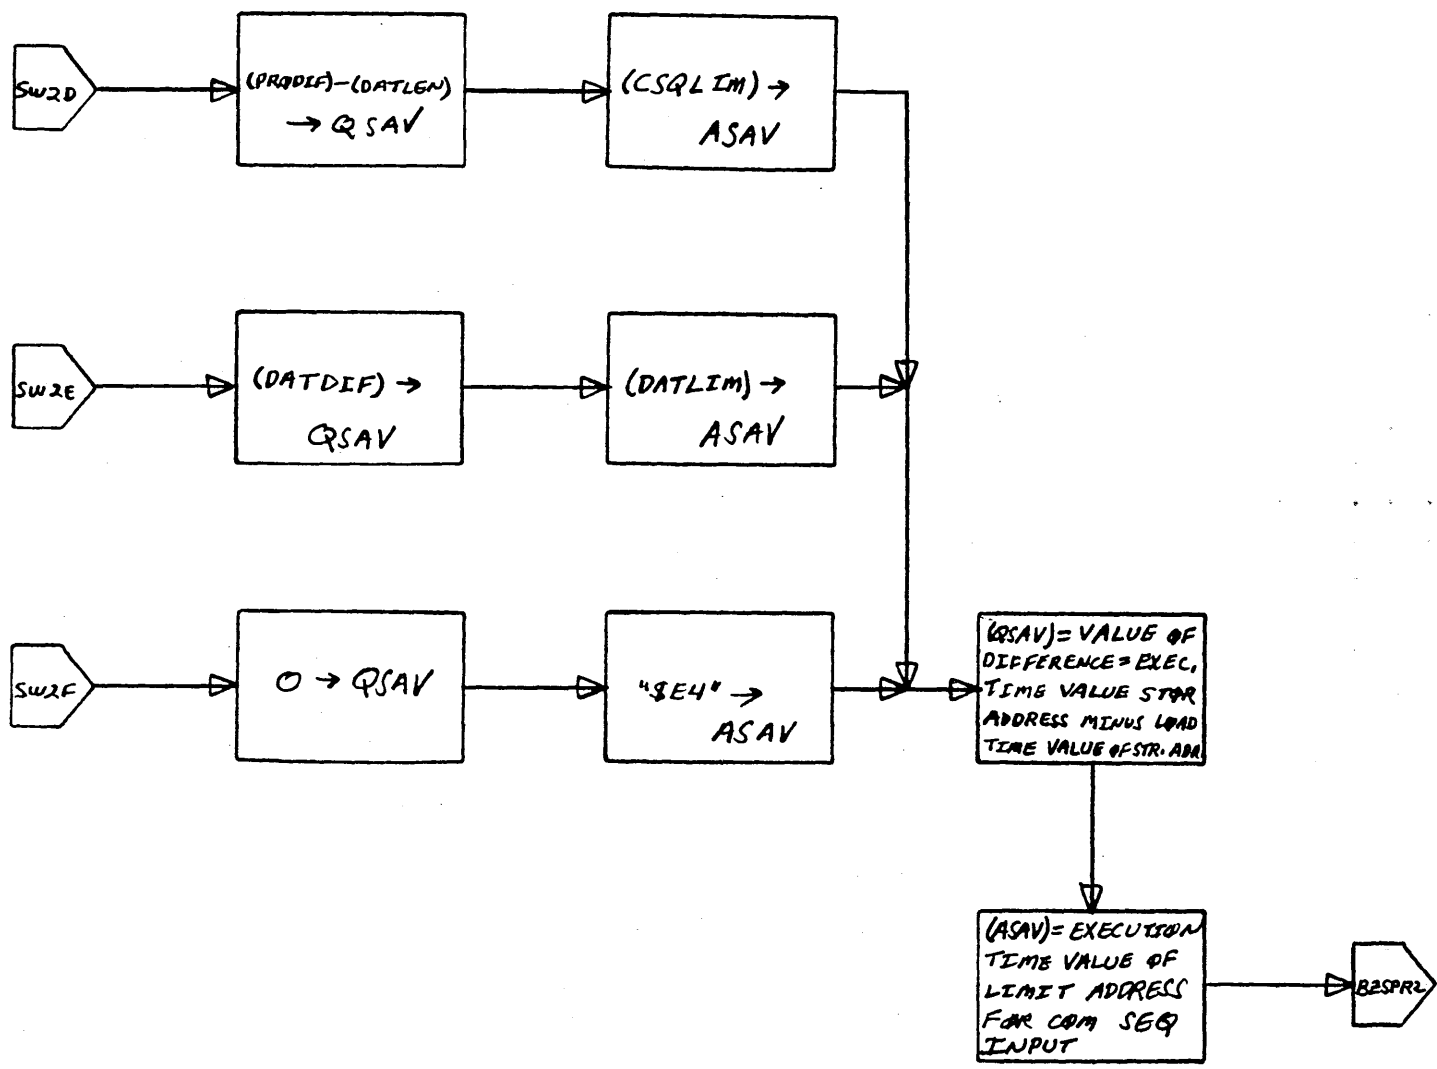 SW2D
(PRODIF)-(DATLEN)
→ QSAV
(CSQLIM) →
ASAV
SW2E
(DATDIF) →
QSAV
(DATLIM) →
ASAV
SW2F
0 → QSAV
"$E4" →
ASAV
(QSAV)= VALUE OF
DIFFERENCE = EXEC.
TIME VALUE STOR
ADDRESS MINUS LOAD
TIME VALUE OF STR. ADR.
(ASAV)= EXECUTION
TIME VALUE OF
LIMIT ADDRESS
FOR COM SEQ
INPUT